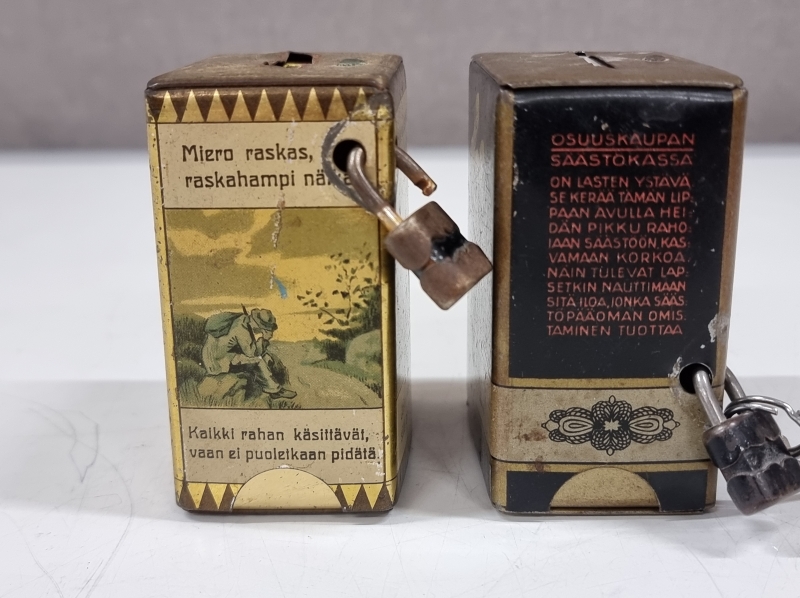 Miero raskas,
raskahampi
Kaikki rahan käsittävät,
vaan ei puoletkaan pidätä.
OSUUSKAUPAN
SÄÄSTÖKASSA
ON LASTEN YSTÄVÄ
SE KERÄÄ TÄMÄN LIP-
PAAN AVULLA HEI-
DÄN PIKKU RAHO-
JAAN SÄÄSTÖÖN, KAS-
VAMAAN KORKOA.
NÄIN TULEVAT LAP-
SETKIN NAUTTIMAAN
SITÄ ILOA, JONKA SÄÄS-
TÖPÄÄOMAN OMIS-
TAMINEN TUOTTAA